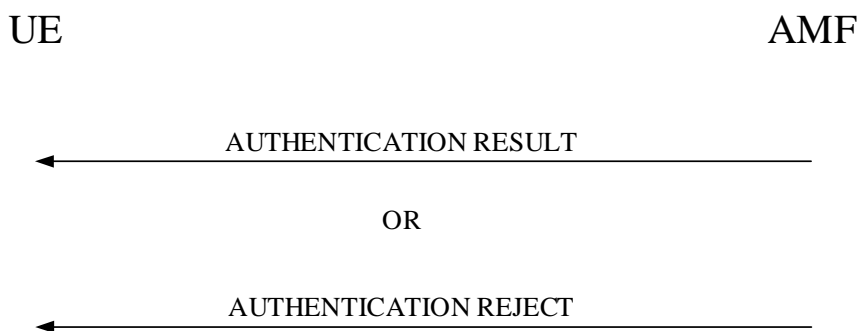 UE AMF
AUTHENTICATION RESULT
OR
AUTHENTICATION REJECT